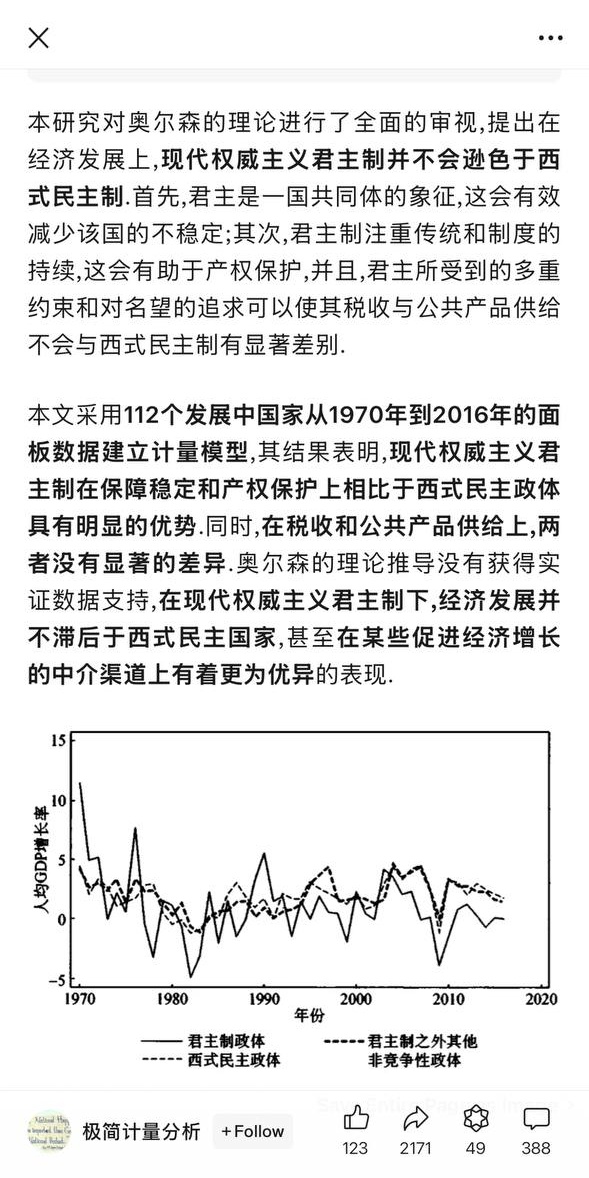 本研究对奥尔森的理论进行了全面的审视,提出在
经济发展上,现代权威主义君主制并不会逊色于西
式民主制.首先,君主是一国共同体的象征,这会有效
减少该国的不稳定;其次,君主制注重传统和制度的
持续,这会有助于产权保护,并且,君主所受到的多重
约束和对名望的追求可以使其税收与公共产品供给
不会与西式民主制有显著差别.
本文采用112个发展中国家从1970年到2016年的面
板数据建立计量模型,其结果表明,现代权威主义君
主制在保障稳定和产权保护上相比于西式民主政体
具有明显的优势.同时,在税收和公共产品供给上,两
者没有显著的差异.奥尔森的理论推导没有获得实
证数据支持,在现代权威主义君主制下,经济发展并
不滞后于西式民主国家,甚至在某些促进经济增长
的中介渠道上有着更为优异的表现.
人均GDP增长率
15
10
5
0
-5
1970 1980 1990 2000 2010 2020
年份
君主制政体
西式民主政体
君主制之外其他
非竞争性政体
极简计量分析 +Follow
123 2171 49 388